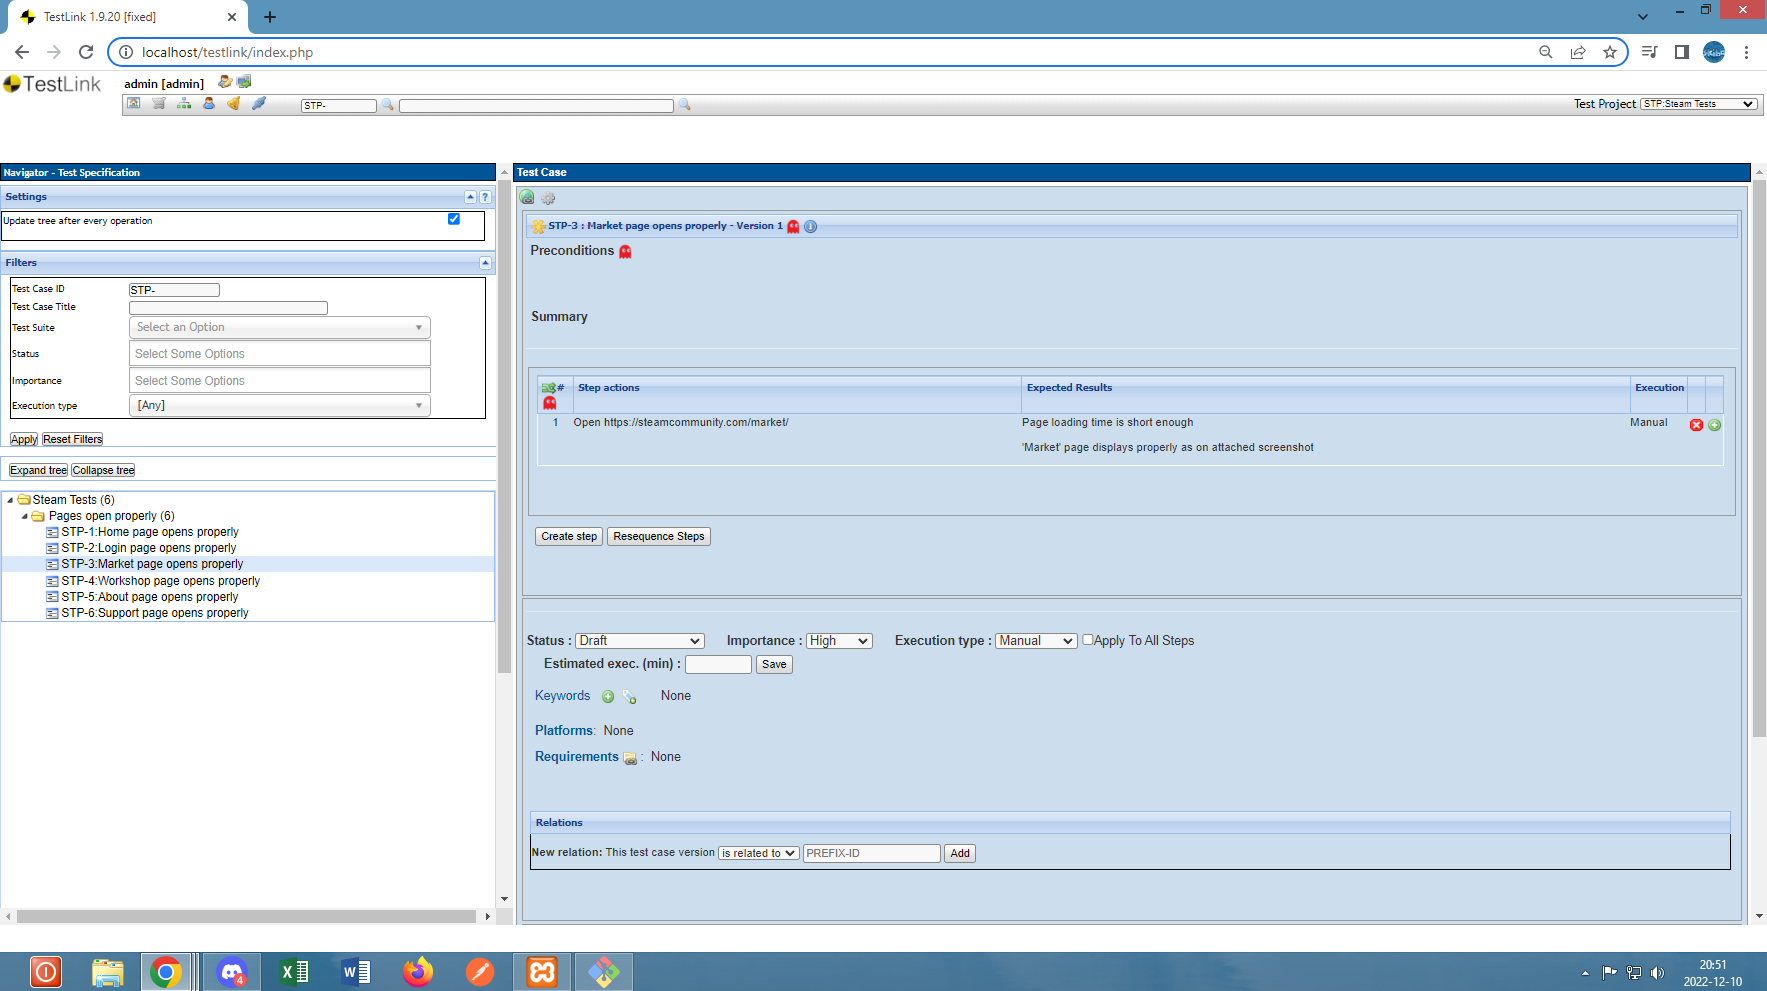 TestLink 1.9.20 [fixed]
localhost/testlink/index.php
TestLink
admin [admin]
STP-
Test Project STP:Steam Tests
Navigator - Test Specification
Settings
Update tree after every operation
Filters
Test Case ID STP-
Test Case Title
Test Suite Select an Option
Status Select Some Options
Importance Select Some Options
Execution type [Any]
Apply Reset Filters
Expand tree Collapse tree
Steam Tests (6)
Pages open properly (6)
STP-1:Home page opens properly
STP-2:Login page opens properly
STP-3:Market page opens properly
STP-4:Workshop page opens properly
STP-5:About page opens properly
STP-6:Support page opens properly
Test Case
STP-3 : Market page opens properly - Version 1
Preconditions
Summary
# Step actions Expected Results Execution
1 Open https://steamcommunity.com/market/ Page loading time is short enough Manual
'Market' page displays properly as on attached screenshot
Create step Resequence Steps
Status : Draft Importance : High Execution type : Manual Apply To All Steps
Estimated exec. (min) : Save
Keywords None
Platforms: None
Requirements : None
Relations
New relation: This test case version is related to PREFIX-ID Add
4
20:51
2022-12-10